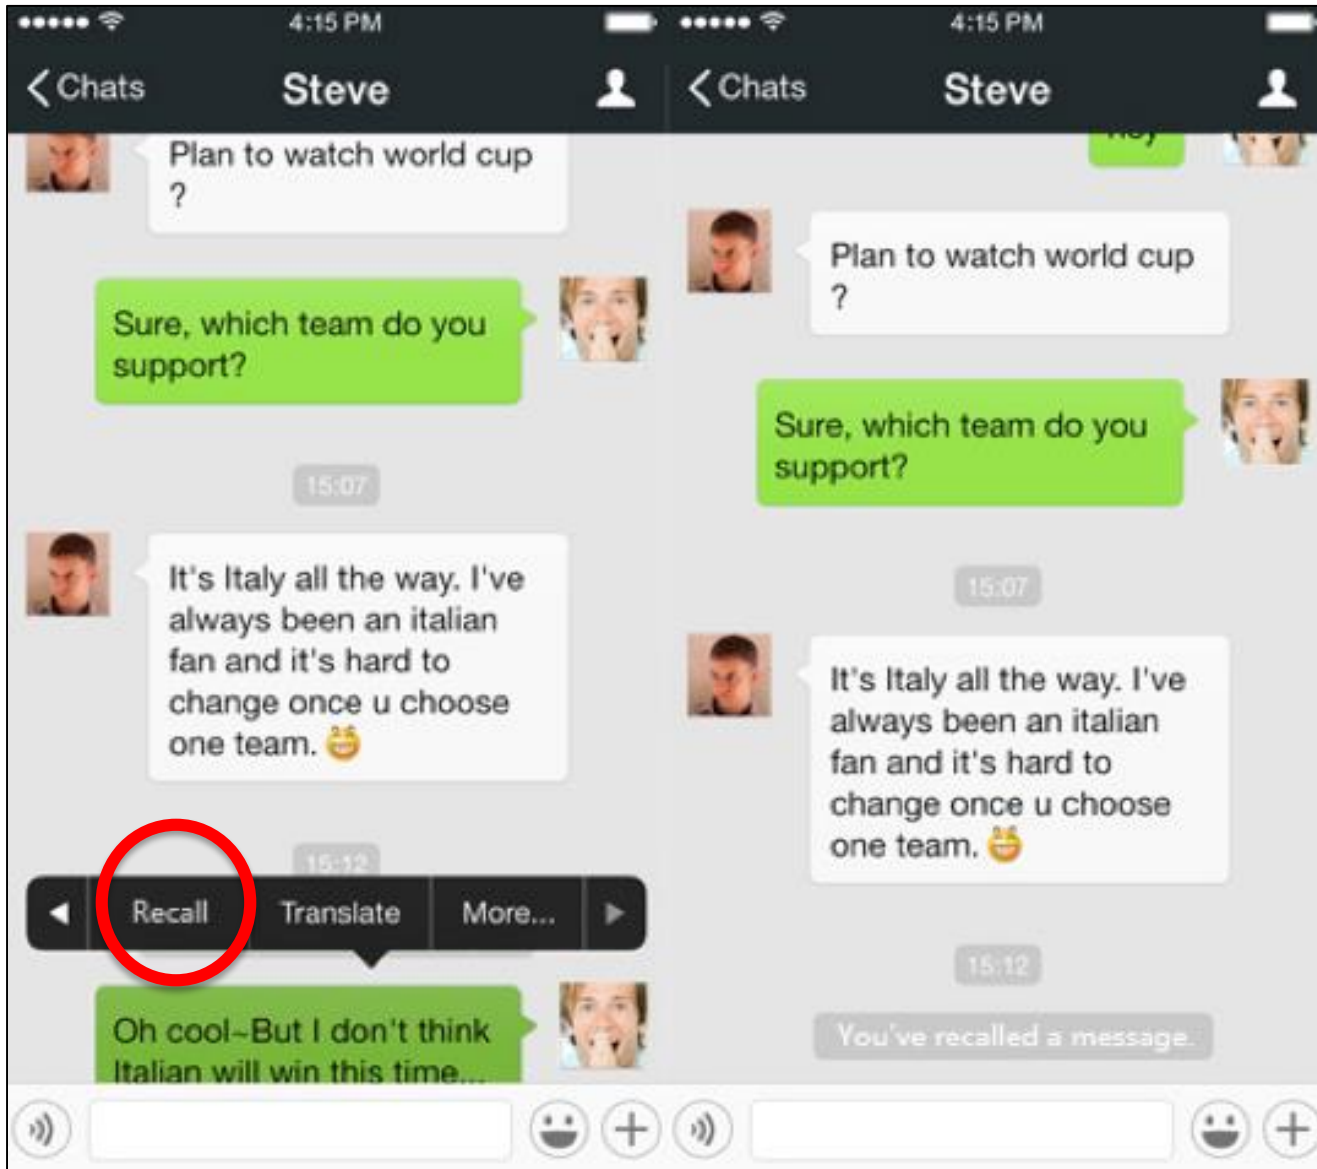 4:15 PM
Chats
Steve
Plan to watch world cup
?
Sure, which team do you
support?
15:07
It's Italy all the way. I've
always been an italian
fan and it's hard to
change once u choose
one team.
15:12
Recall
Translate
More...
Oh cool~But I don't think
Italian will win this time...
4:15 PM
Chats
Steve
Plan to watch world cup
?
Sure, which team do you
support?
15:07
It's Italy all the way. I've
always been an italian
fan and it's hard to
change once u choose
one team.
15:12
You've recalled a message.